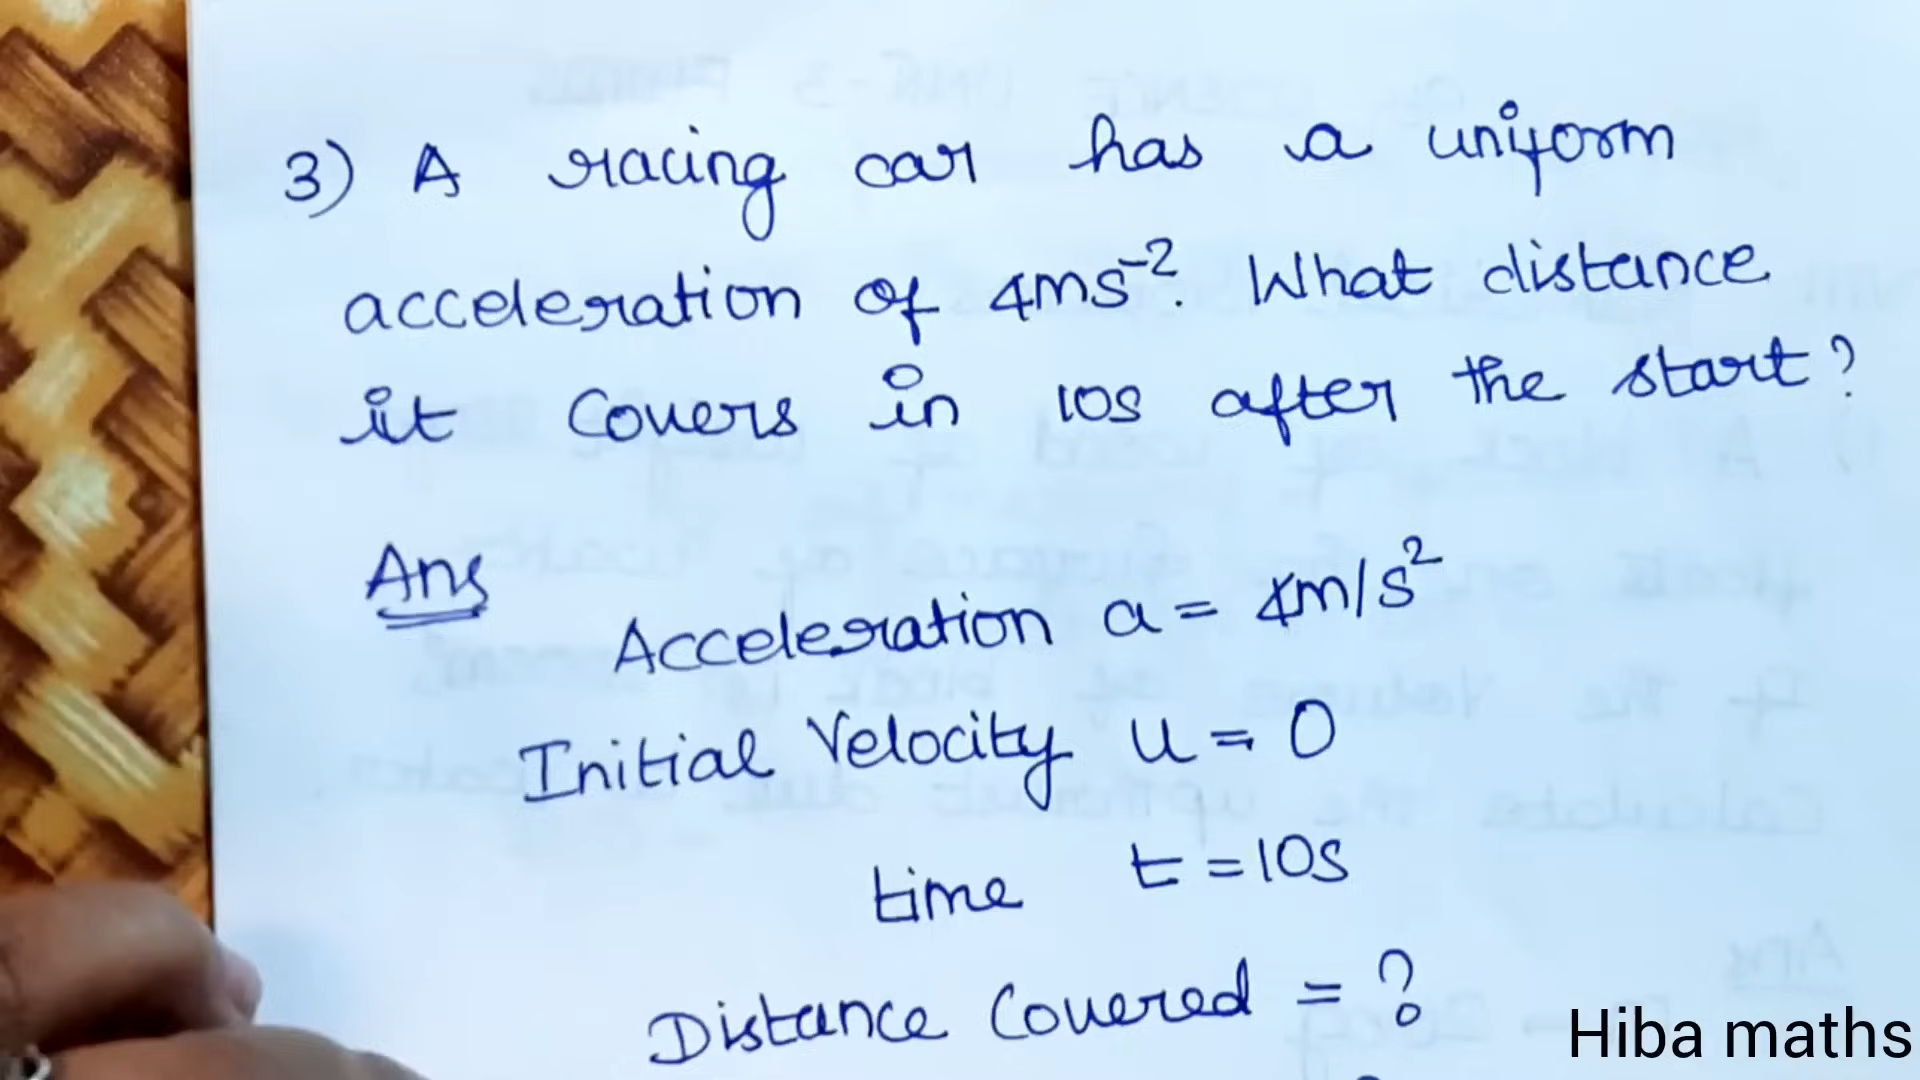 3) A racing car has a uniform
acceleration of 4ms⁻². What distance
it covers in 10s after the start?
Ans
Acceleration a = 4m/s²
Initial Velocity u = 0
time t = 10s
Distance Covered = ?
Hiba maths